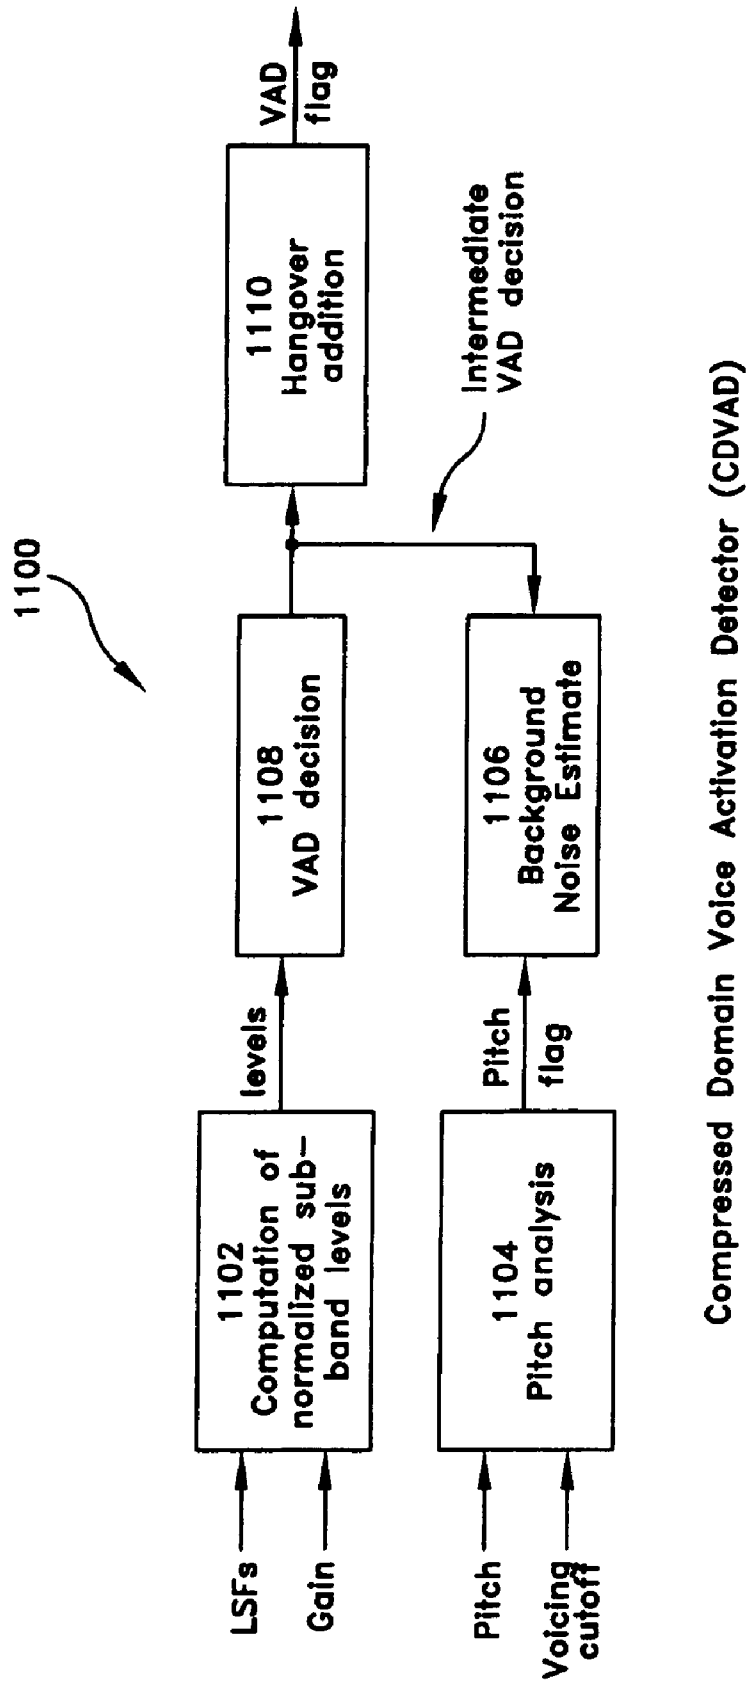 1100
LSFs
Gain
1102
Computation of
normalized sub-
band levels
levels
1108
VAD decision
1110
Hangover
addition
VAD
flag
Pitch
Voicing
cutoff
1104
Pitch analysis
Pitch
flag
1106
Background
Noise Estimate
Intermediate
VAD decision
Compressed Domain Voice Activation Detector (CDVAD)